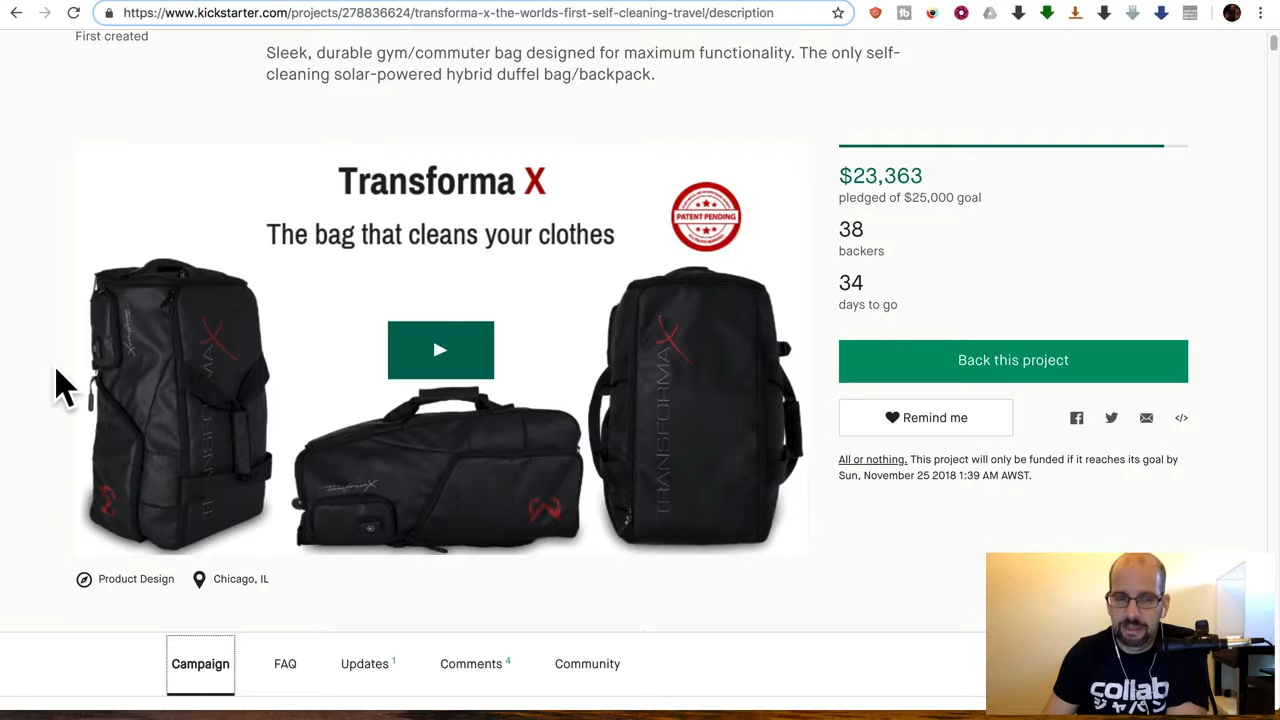 https://www.kickstarter.com/projects/278836624/transforma-x-the-worlds-first-self-cleaning-travel/description
First created
Sleek, durable gym/commuter bag designed for maximum functionality. The only self-
cleaning solar-powered hybrid duffel bag/backpack.
Transforma X
The bag that cleans your clothes
PATENT PENDING
TRANSFORMAX
$23,363
pledged of $25,000 goal
38
backers
34
days to go
Back this project
Remind me
All or nothing. This project will only be funded if it reaches its goal by
Sun, November 25 2018 1:39 AM AWST.
Product Design
Chicago, IL
Campaign
FAQ
Updates 1
Comments 4
Community
collab
ジャパン